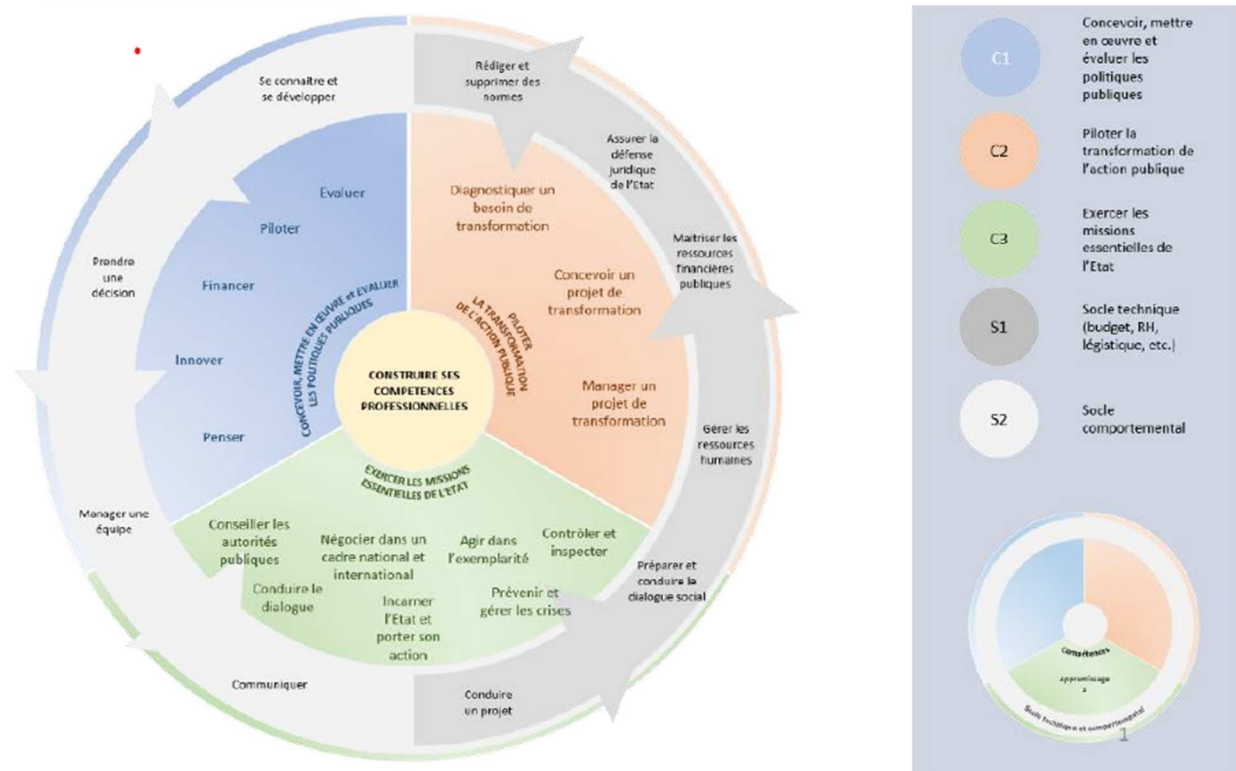 Se connaître et
se développer
Rédiger et
supprimer des
normes
Assurer la
défense
juridique
de l'Etat
Maitriser les
ressources
financières
publiques
Gérer les
ressources
humaines
Préparer et
conduire le
dialogue social
Conduire
un projet
Communiquer
Manager une
équipe
Prendre
une
décision
Evaluer
Piloter
Financer
Innover
Penser
CONCEVOIR, METTRE EN ŒUVRE et EVALUER
LES POLITIQUES PUBLIQUES
Diagnostiquer un
besoin de
transformation
Concevoir un
projet de
transformation
Manager un
projet de
transformation
PILOTER
LA TRANSFORMATION
DE L'ACTION PUBLIQUE
CONSTRUIRE SES
COMPETENCES
PROFESSIONNELLES
EXERCER LES MISSIONS
ESSENTIELLES DE L'ETAT
Conseiller les
autorités
publiques
Négocier dans un
cadre national et
international
Agir dans
l'exemplarité
Contrôler et
inspecter
Conduire le
dialogue
Incarner
l'Etat et
porter son
action
Prévenir et
gérer les crises
C1
Concevoir, mettre
en œuvre et
évaluer les
politiques
publiques
C2
Piloter la
transformation de
l'action publique
C3
Exercer les
missions
essentielles de
l'Etat
S1
Socle technique
(budget, RH,
légistique, etc.)
S2
Socle
comportemental
Compétences
apprentissage
s
Socle technique et comportemental
1